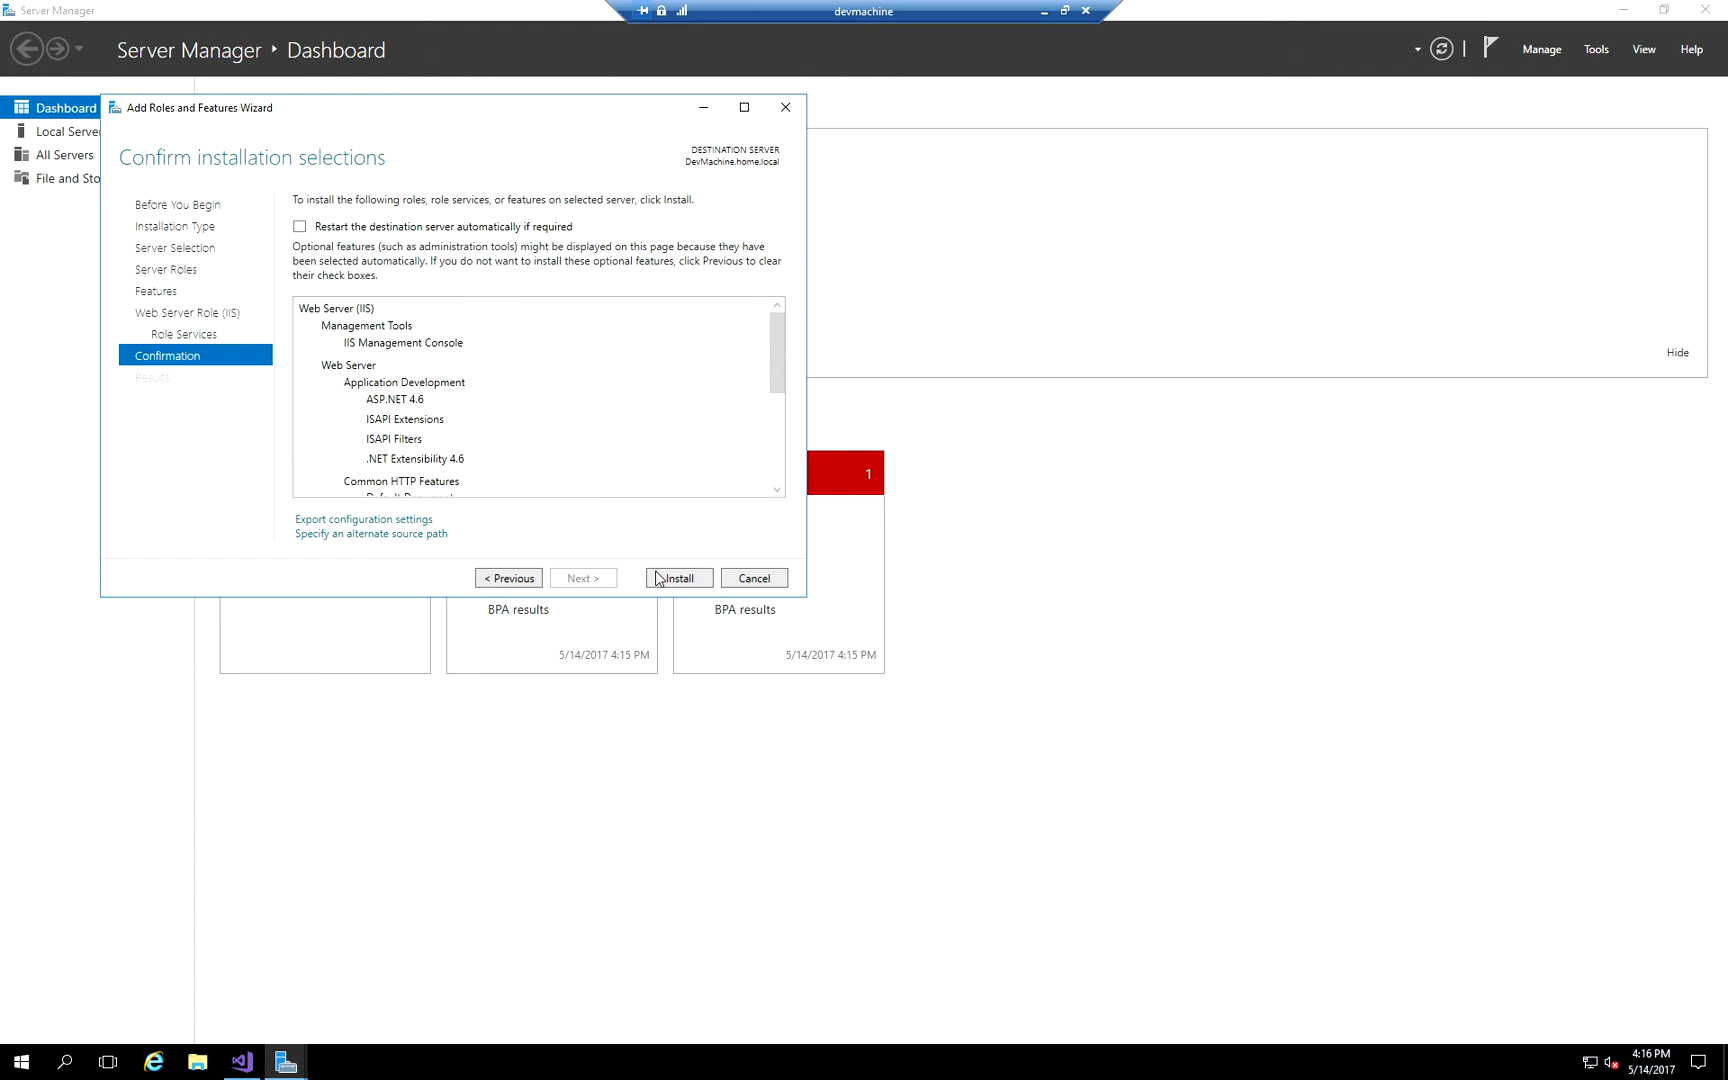 Server Manager
devmachine
Server Manager ‣ Dashboard
Manage
Tools
View
Help
Dashboard
Local Serve
All Servers
File and Sto
Add Roles and Features Wizard
Confirm installation selections
DESTINATION SERVER
DevMachine.home.local
Before You Begin
Installation Type
Server Selection
Server Roles
Features
Web Server Role (IIS)
Role Services
Confirmation
Results
To install the following roles, role services, or features on selected server, click Install.
Restart the destination server automatically if required
Optional features (such as administration tools) might be displayed on this page because they have
been selected automatically. If you do not want to install these optional features, click Previous to clear
their check boxes.
Web Server (IIS)
Management Tools
IIS Management Console
Web Server
Application Development
ASP.NET 4.6
ISAPI Extensions
ISAPI Filters
.NET Extensibility 4.6
Common HTTP Features
Export configuration settings
Specify an alternate source path
< Previous
Next >
Install
Cancel
Hide
1
BPA results
5/14/2017 4:15 PM
BPA results
5/14/2017 4:15 PM
4:16 PM
5/14/2017